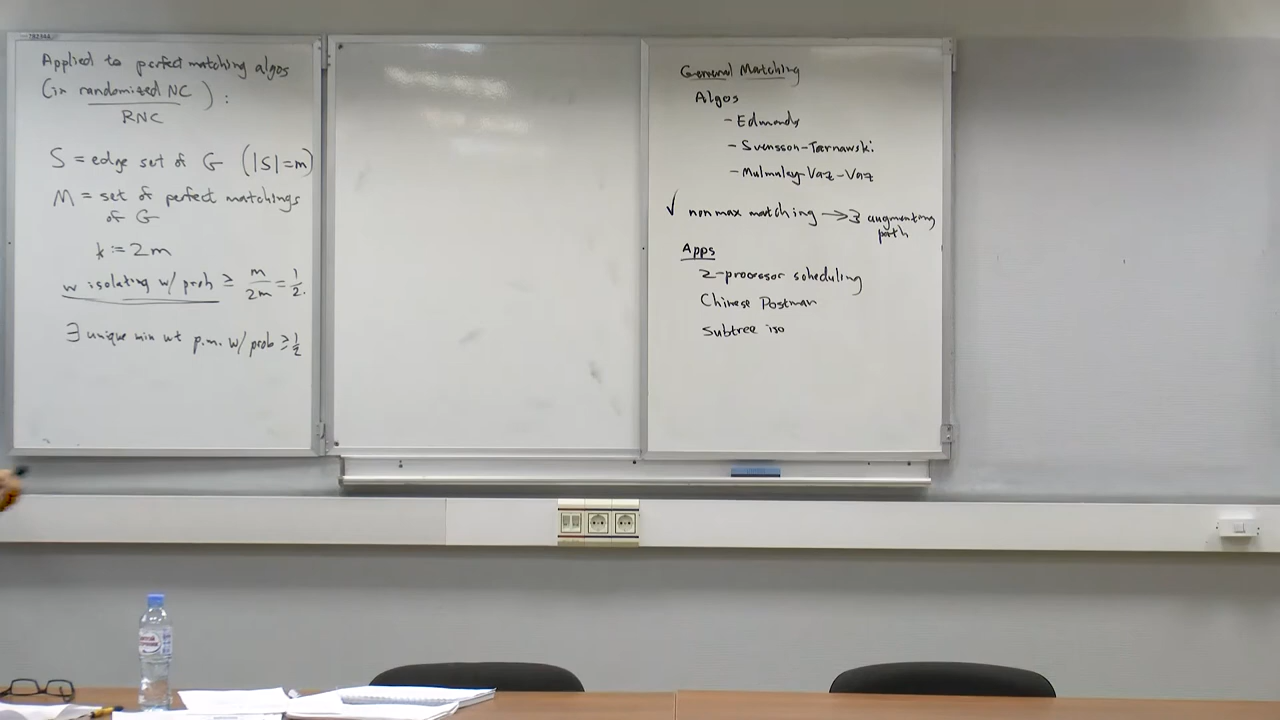 Applied to perfect matching algos
(in randomized NC) :
RNC
S = edge set of G (|S|=m)
M = set of perfect matchings
of G
k := 2m
w isolating w/ prob ≥ m/2m = 1/2.
∃ unique min wt p.m. w/ prob ≥ 1/2
General Matching
Algos
- Edmonds
- Svensson-Tarnawski
- Mulmuley-Vaz-Vaz
✓ nonmax matching → ∃ augmenting
path
Apps
2-processor scheduling
Chinese Postman
Subtree iso